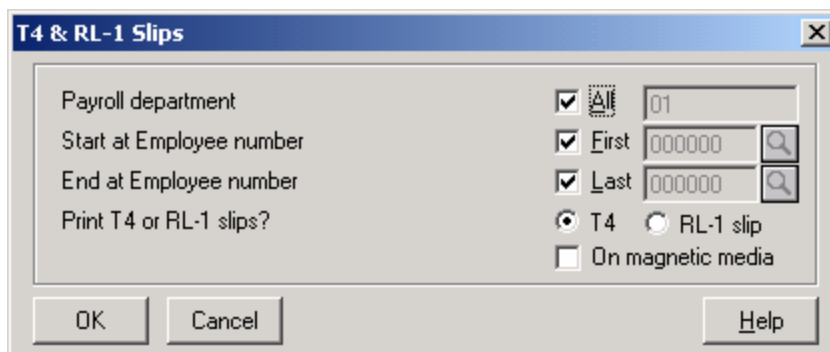 T4 & RL-1 Slips
Payroll department All 01
Start at Employee number First 000000
End at Employee number Last 000000
Print T4 or RL-1 slips? T4 RL-1 slip
On magnetic media
OK Cancel Help